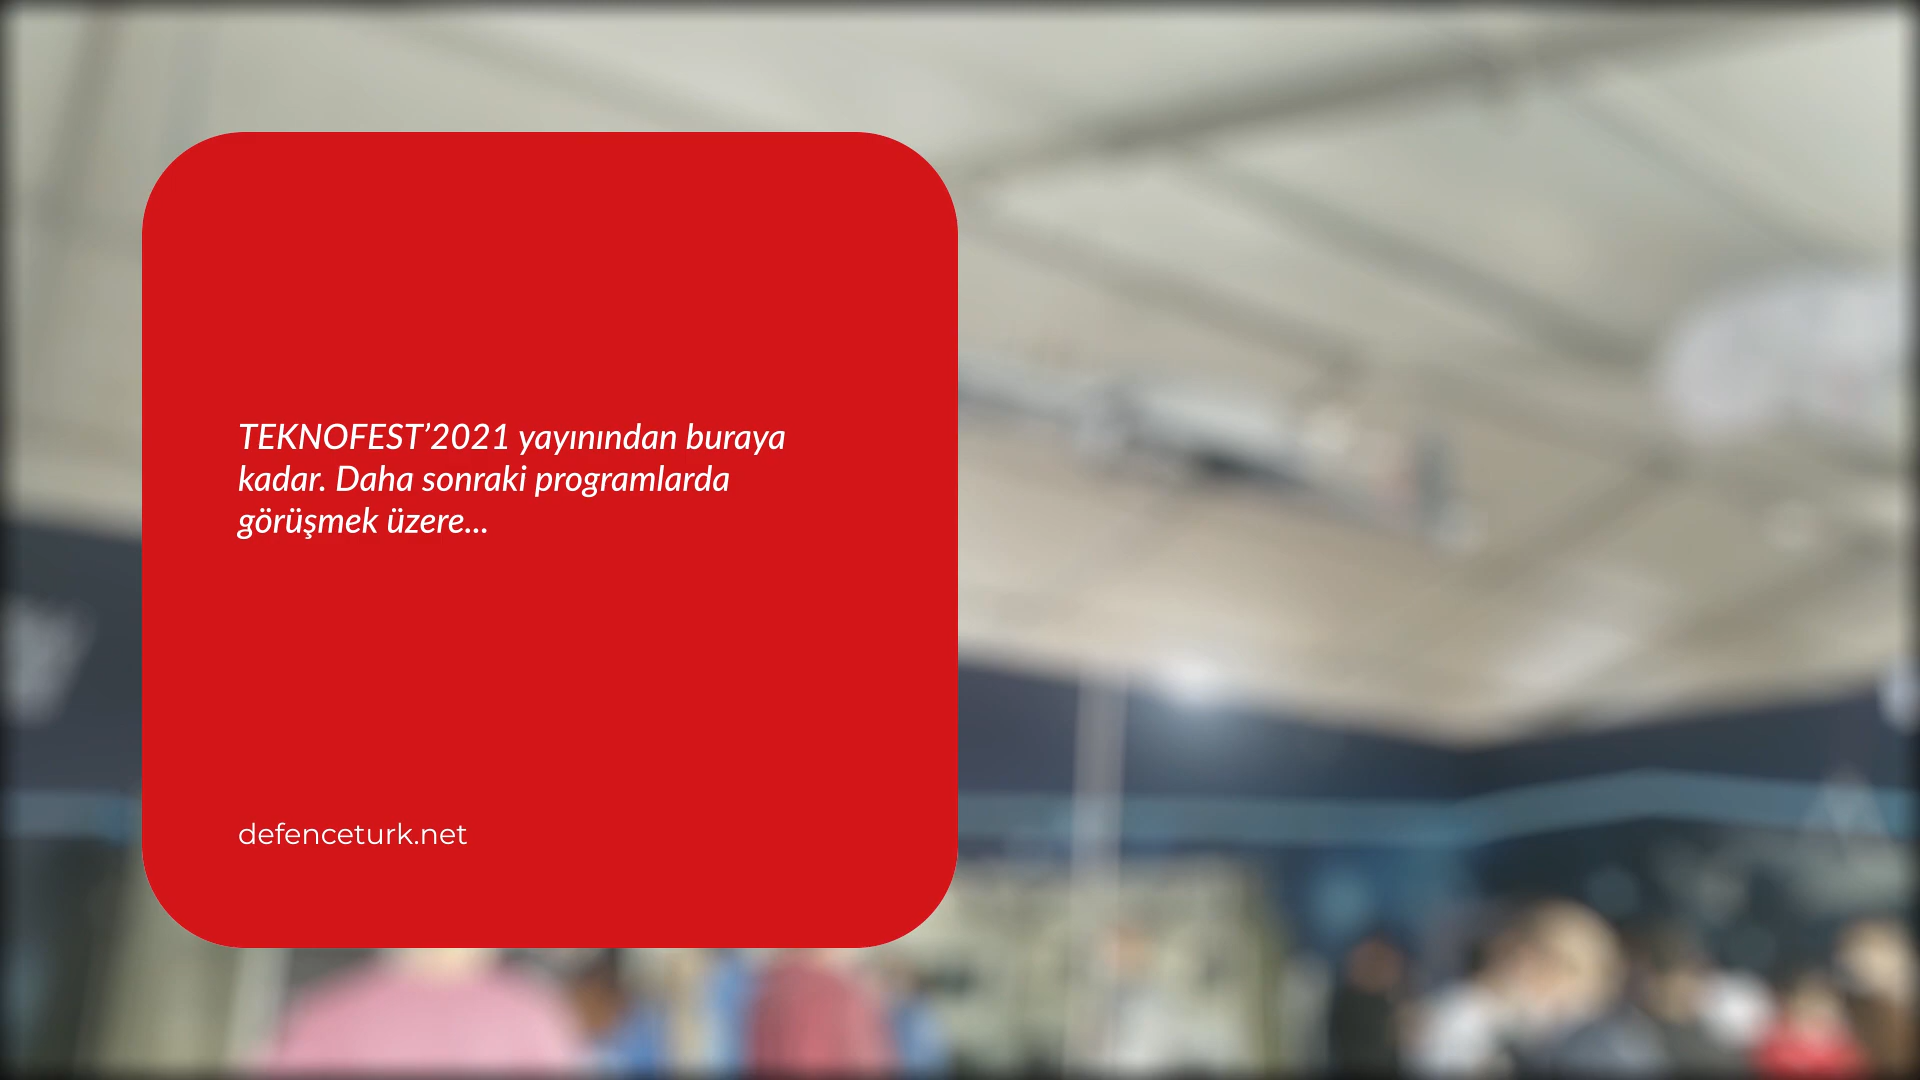 TEKNOFEST’2021 yayınından buraya
kadar. Daha sonraki programlarda
görüşmek üzere...
defenceturk.net